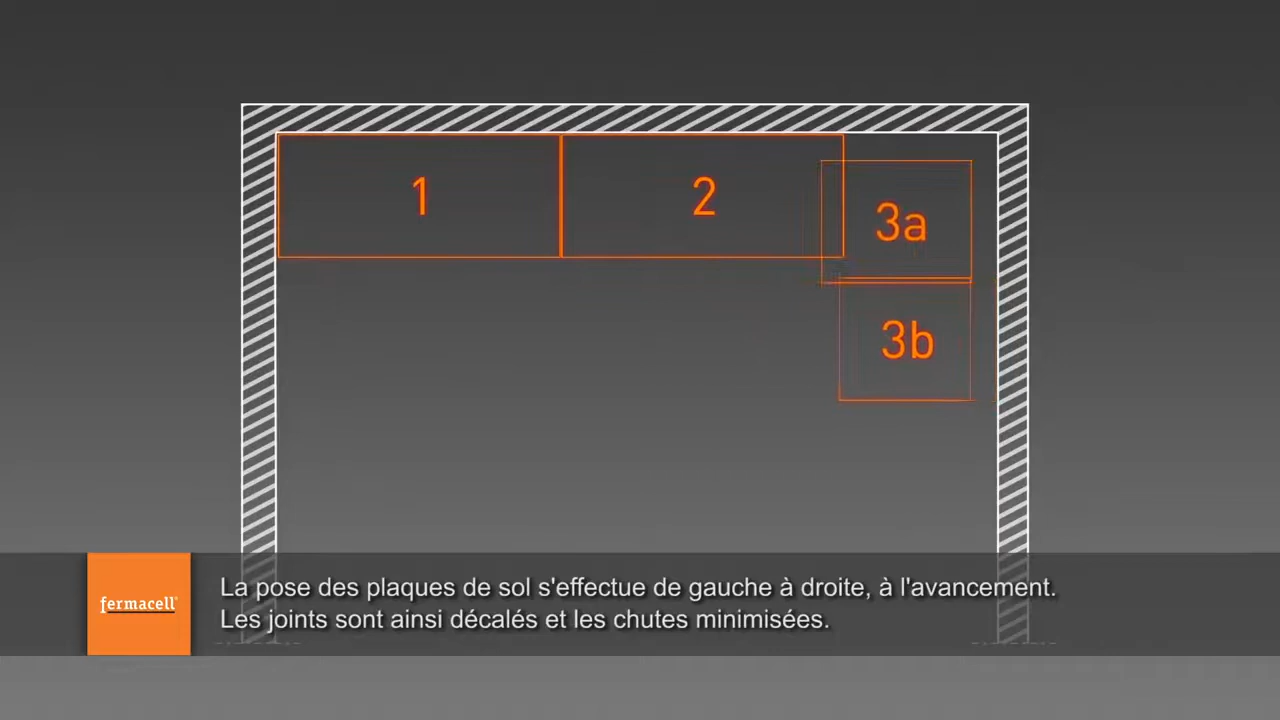 1
2
3a
3b
fermacell®
La pose des plaques de sol s'effectue de gauche à droite, à l'avancement.
Les joints sont ainsi décalés et les chutes minimisées.